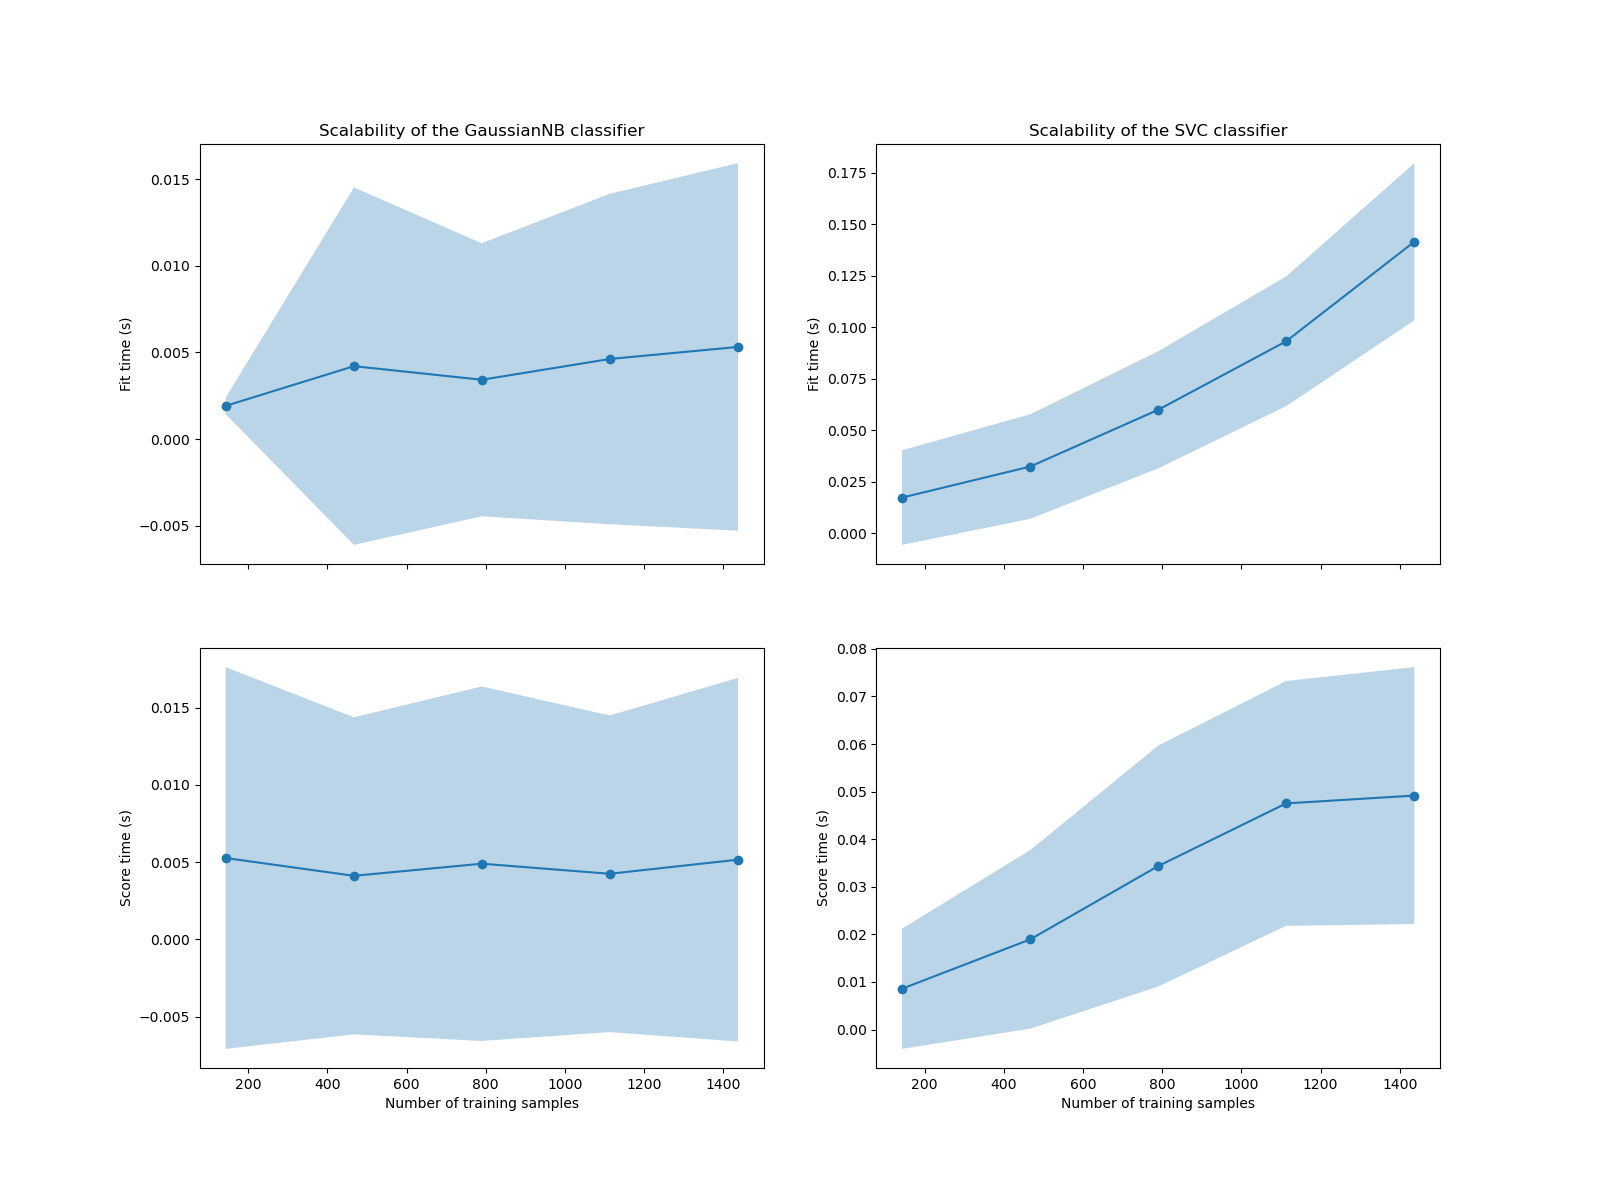 Scalability of the GaussianNB classifier
0.015
0.010
0.005
0.000
−0.005
Fit time (s)
Scalability of the SVC classifier
0.175
0.150
0.125
0.100
0.075
0.050
0.025
0.000
Fit time (s)
0.015
0.010
0.005
0.000
−0.005
Score time (s)
200 400 600 800 1000 1200 1400
Number of training samples
0.08
0.07
0.06
0.05
0.04
0.03
0.02
0.01
0.00
Score time (s)
200 400 600 800 1000 1200 1400
Number of training samples